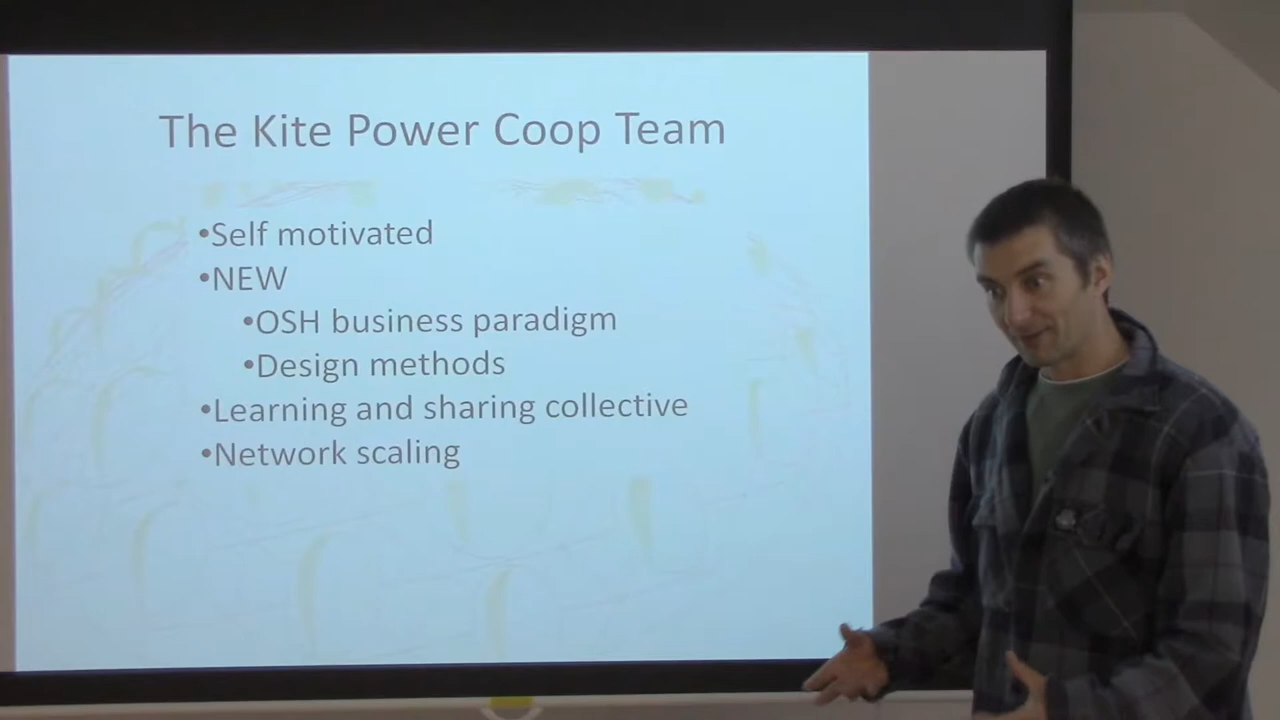 The Kite Power Coop Team
•Self motivated
•NEW
•OSH business paradigm
•Design methods
•Learning and sharing collective
•Network scaling